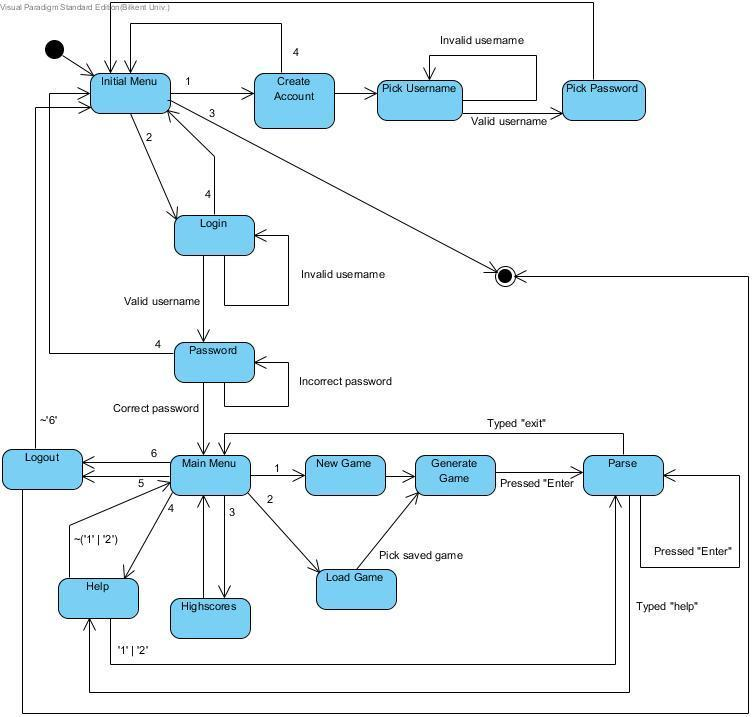 Visual Paradigm Standard Edition(Bilkent Univ.)
Invalid username
4
Initial Menu
1
Create
Account
Pick Username
Pick Password
3
Valid username
2
4
Login
Invalid username
Valid username
4
Password
Incorrect password
Correct password
~'6'
Typed "exit"
Logout
6
Main Menu
1
New Game
Generate
Game
Parse
5
Pressed "Enter
4
3
2
~('1' | '2')
Pressed "Enter"
Pick saved game
Help
Load Game
Highscores
Typed "help"
'1' | '2'